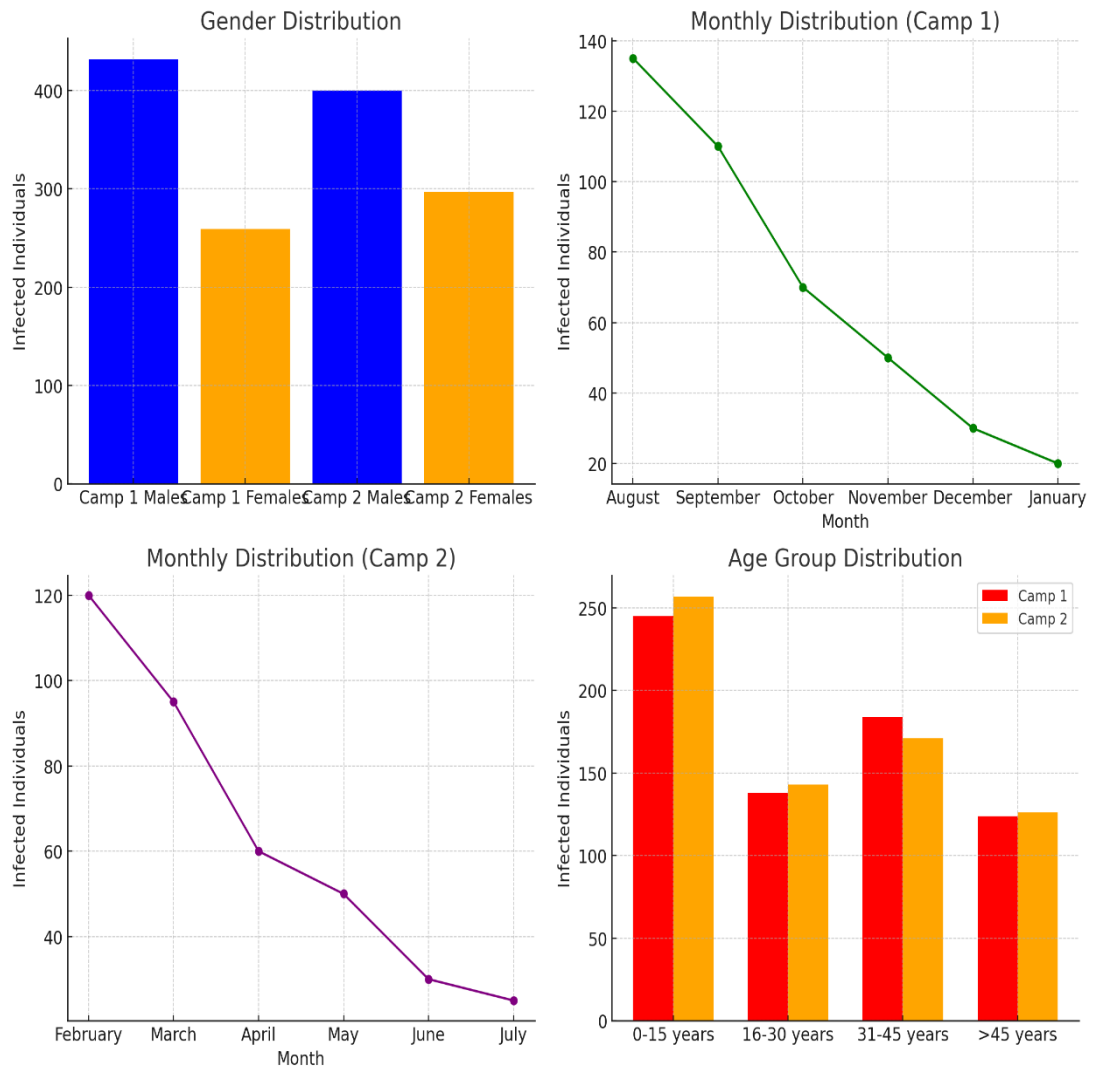 Gender Distribution
Infected Individuals
400
300
200
100
0
Camp 1 Males
Camp 1 Females
Camp 2 Males
Camp 2 Females
Monthly Distribution (Camp 1)
Infected Individuals
140
120
100
80
60
40
20
August
September
October
November
December
January
Month
Monthly Distribution (Camp 2)
Infected Individuals
120
100
80
60
40
February
March
April
May
June
July
Month
Age Group Distribution
Camp 1
Camp 2
Infected Individuals
250
200
150
100
50
0
0-15 years
16-30 years
31-45 years
>45 years